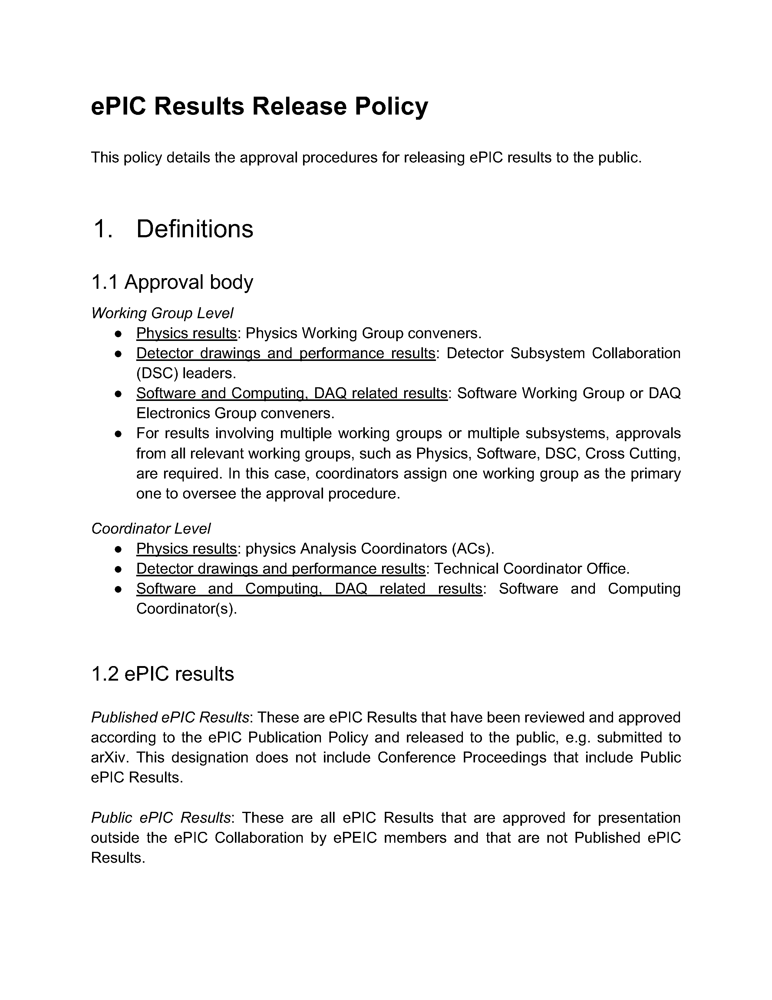 ePIC Results Release Policy
This policy details the approval procedures for releasing ePIC results to the public.
1. Definitions
1.1 Approval body
Working Group Level
● Physics results: Physics Working Group conveners.
● Detector drawings and performance results: Detector Subsystem Collaboration
(DSC) leaders.
● Software and Computing, DAQ related results: Software Working Group or DAQ
Electronics Group conveners.
● For results involving multiple working groups or multiple subsystems, approvals
from all relevant working groups, such as Physics, Software, DSC, Cross Cutting,
are required. In this case, coordinators assign one working group as the primary
one to oversee the approval procedure.
Coordinator Level
● Physics results: physics Analysis Coordinators (ACs).
● Detector drawings and performance results: Technical Coordinator Office.
● Software and Computing, DAQ related results: Software and Computing
Coordinator(s).
1.2 ePIC results
Published ePIC Results: These are ePIC Results that have been reviewed and approved
according to the ePIC Publication Policy and released to the public, e.g. submitted to
arXiv. This designation does not include Conference Proceedings that include Public
ePIC Results.
Public ePIC Results: These are all ePIC Results that are approved for presentation
outside the ePIC Collaboration by ePEIC members and that are not Published ePIC
Results.